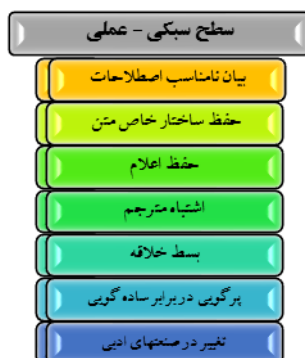 سطح سبکی - عملی
بیان نامناسب اصطلاحات
حفظ ساختار خاص متن
حفظ اعلام
اشتباه مترجم
بسط خلاقه
پرگویی در برابر ساده گویی
تغییر در صنعتهای ادبی